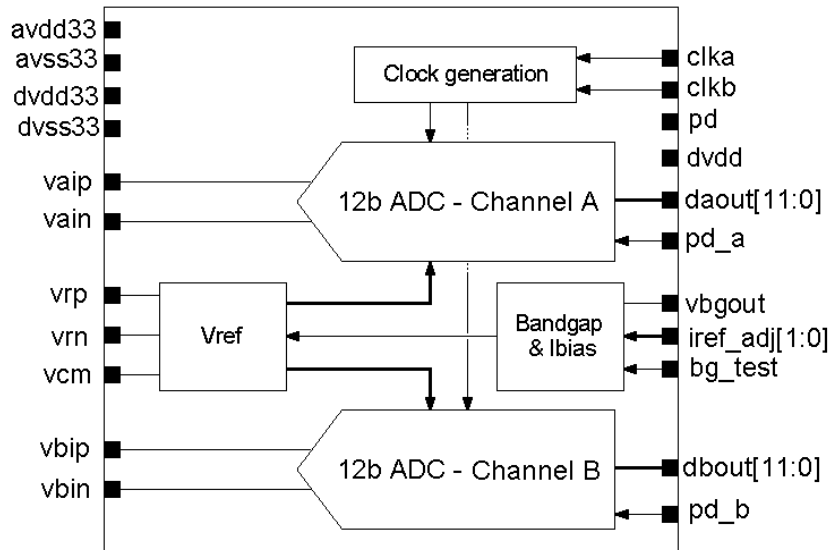 avdd33
avss33
dvdd33
dvss33
vaip
vain
vrp
vrn
vcm
vbip
vbin
Clock generation
12b ADC - Channel A
Vref
Bandgap
& Ibias
12b ADC - Channel B
clka
clkb
pd
dvdd
daout[11:0]
pd_a
vbgout
iref_adj[1:0]
bg_test
dbout[11:0]
pd_b